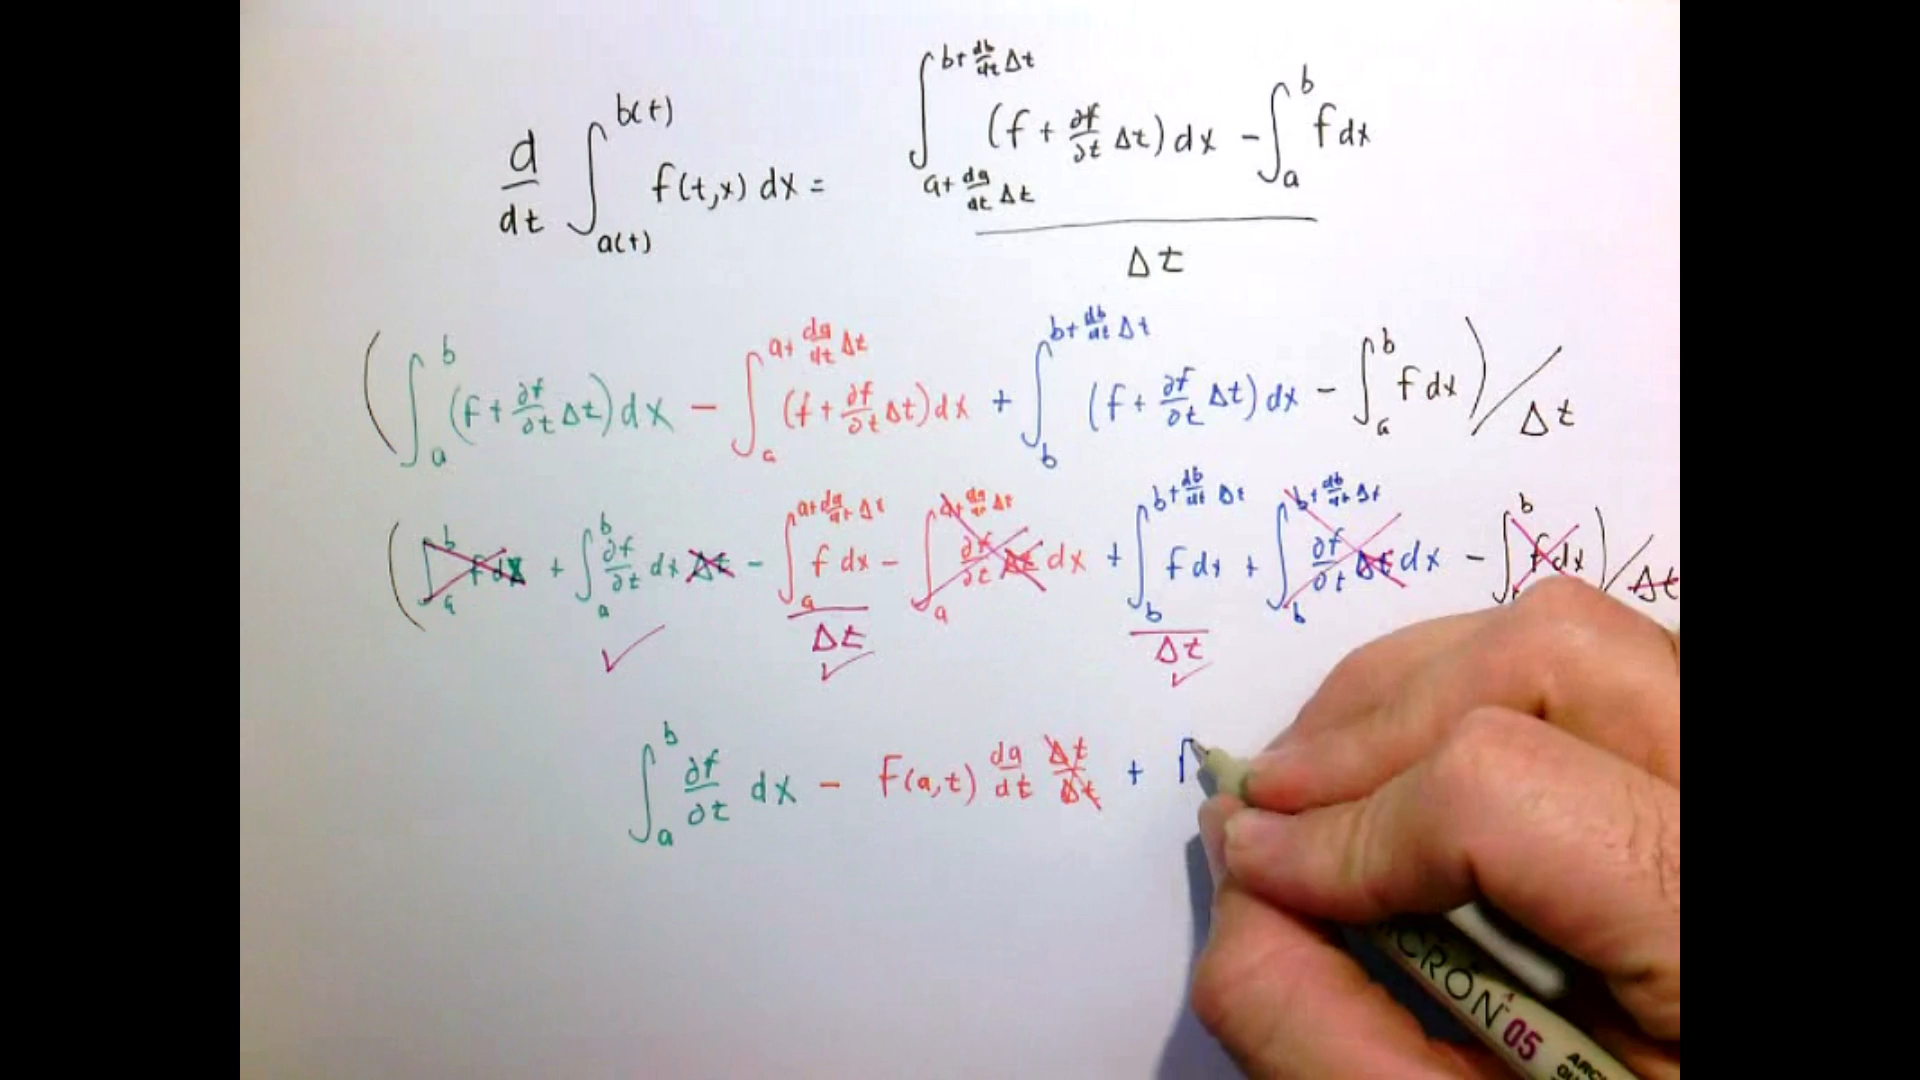 d/dt ∫_{a(t)}^{b(t)} f(t,x) dx = ( ∫_{a+da/dt Δt}^{b+db/dt Δt} (f + ∂f/∂t Δt) dx - ∫_a^b f dx ) / Δt
( ∫_a^b (f + ∂f/∂t Δt) dx - ∫_a^{a+da/dt Δt} (f + ∂f/∂t Δt) dx + ∫_b^{b+db/dt Δt} (f + ∂f/∂t Δt) dx - ∫_a^b f dx ) / Δt
( ∫_a^b f dx + ∫_a^b ∂f/∂t dx Δt - ∫_a^{a+da/dt Δt} f dx / Δt - ∫_a^{a+da/dt Δt} ∂f/∂t Δt dx + ∫_b^{b+db/dt Δt} f dx / Δt + ∫_b^{b+db/dt Δt} ∂f/∂t Δt dx - ∫^b f dx ) / Δt
✓ ✓ ✓
∫_a^b ∂f/∂t dx - F(a,t) da/dt Δt/Δt +
MICRON 05